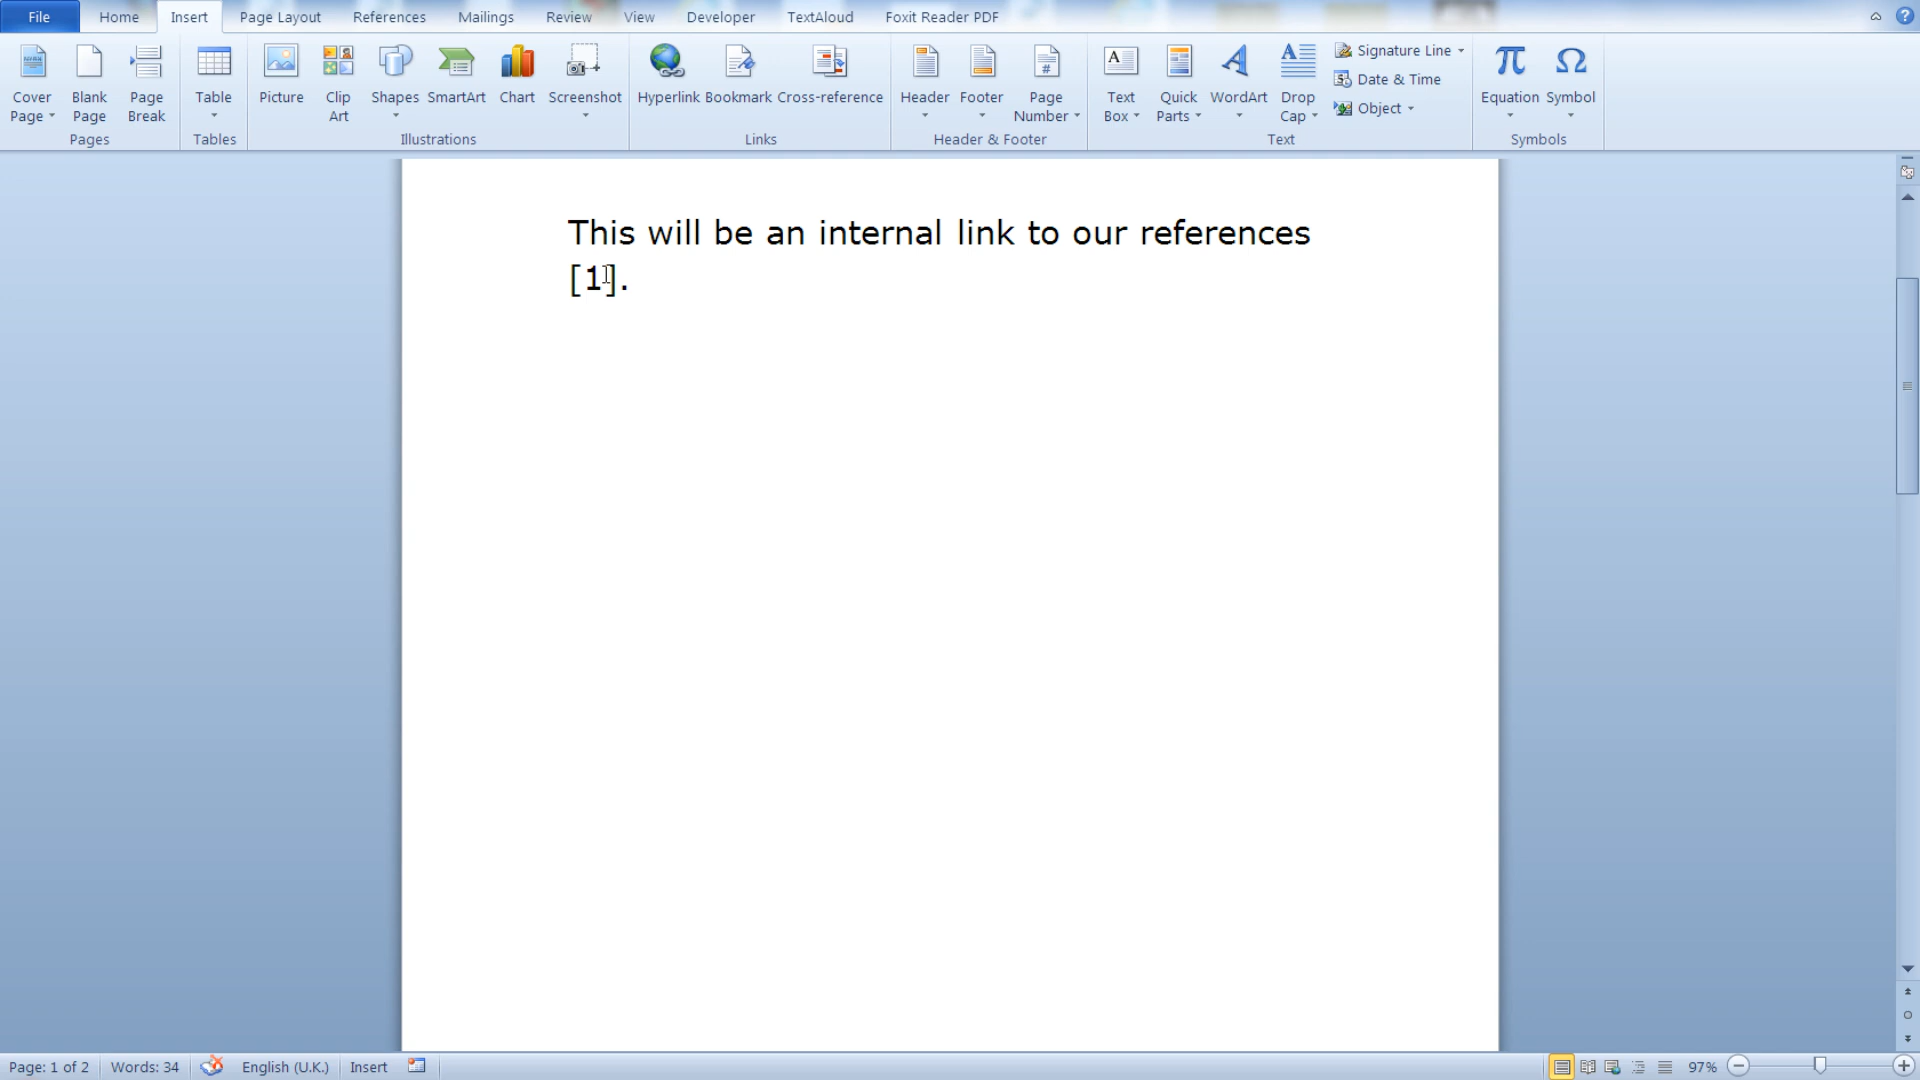 File Home Insert Page Layout References Mailings Review View Developer TextAloud Foxit Reader PDF
Cover Page
Blank Page
Page Break
Pages
Table
Tables
Picture
Clip Art
Shapes
SmartArt
Chart
Screenshot
Illustrations
Hyperlink
Bookmark
Cross-reference
Links
Header
Footer
Page Number
Header & Footer
Text Box
Quick Parts
WordArt
Drop Cap
Signature Line
Date & Time
Object
Text
Equation
Symbol
Symbols
This will be an internal link to our references
[1].
Page: 1 of 2 Words: 34 English (U.K.) Insert 97%